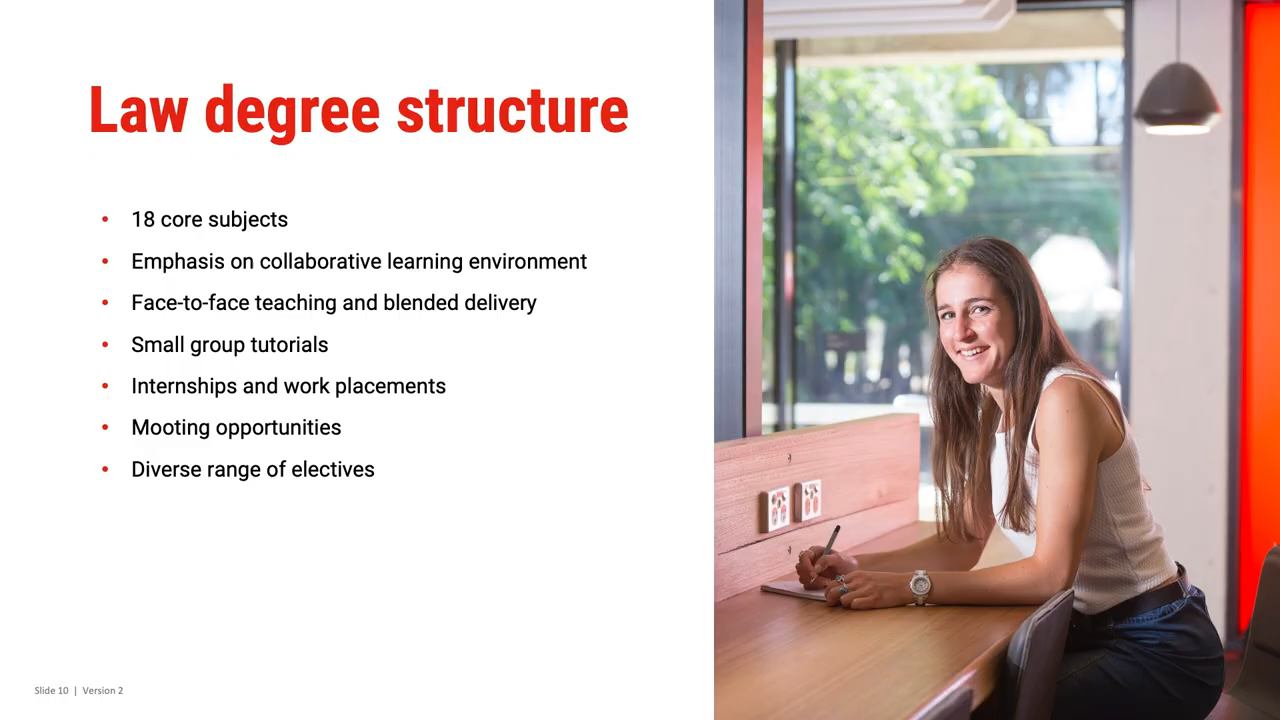 Law degree structure
• 18 core subjects
• Emphasis on collaborative learning environment
• Face-to-face teaching and blended delivery
• Small group tutorials
• Internships and work placements
• Mooting opportunities
• Diverse range of electives
Slide 10 | Version 2